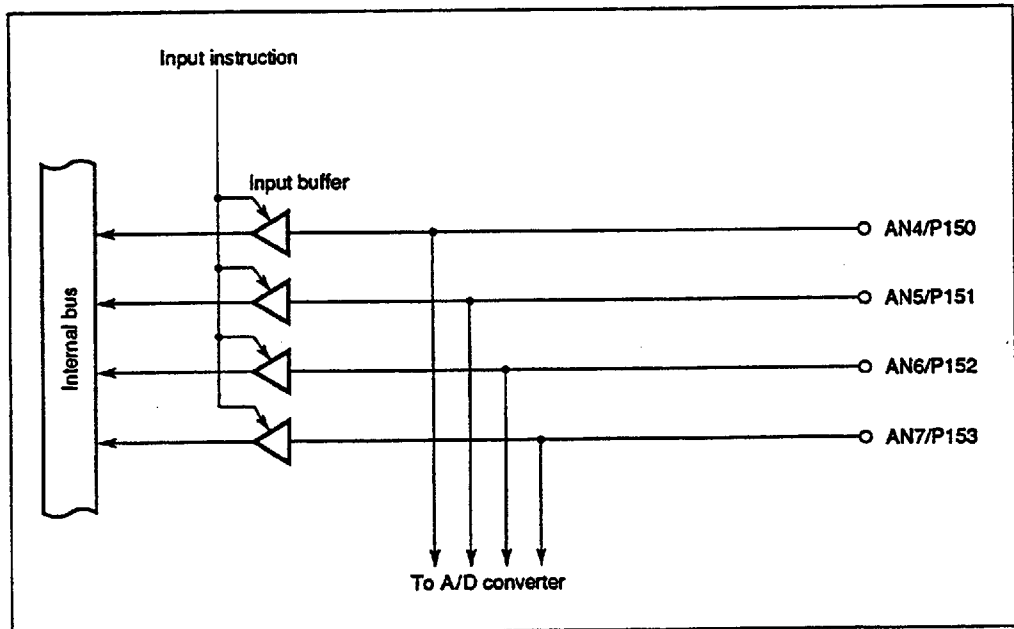 Input instruction
Input buffer
Internal bus
AN4/P150
AN5/P151
AN6/P152
AN7/P153
To A/D converter